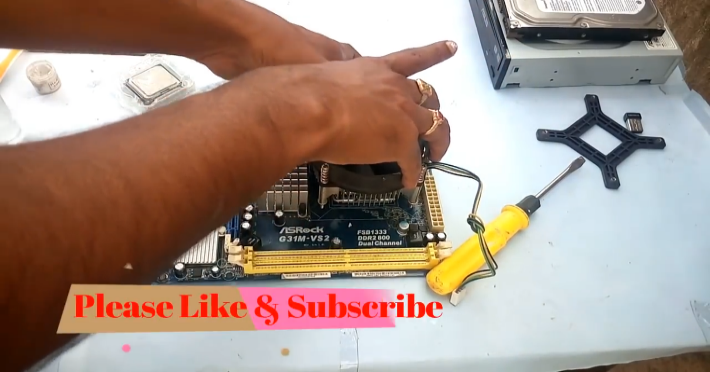 ASRock
G31M-VS2
FSB1333
DDR2 800
Dual Channel
Please Like & Subscribe